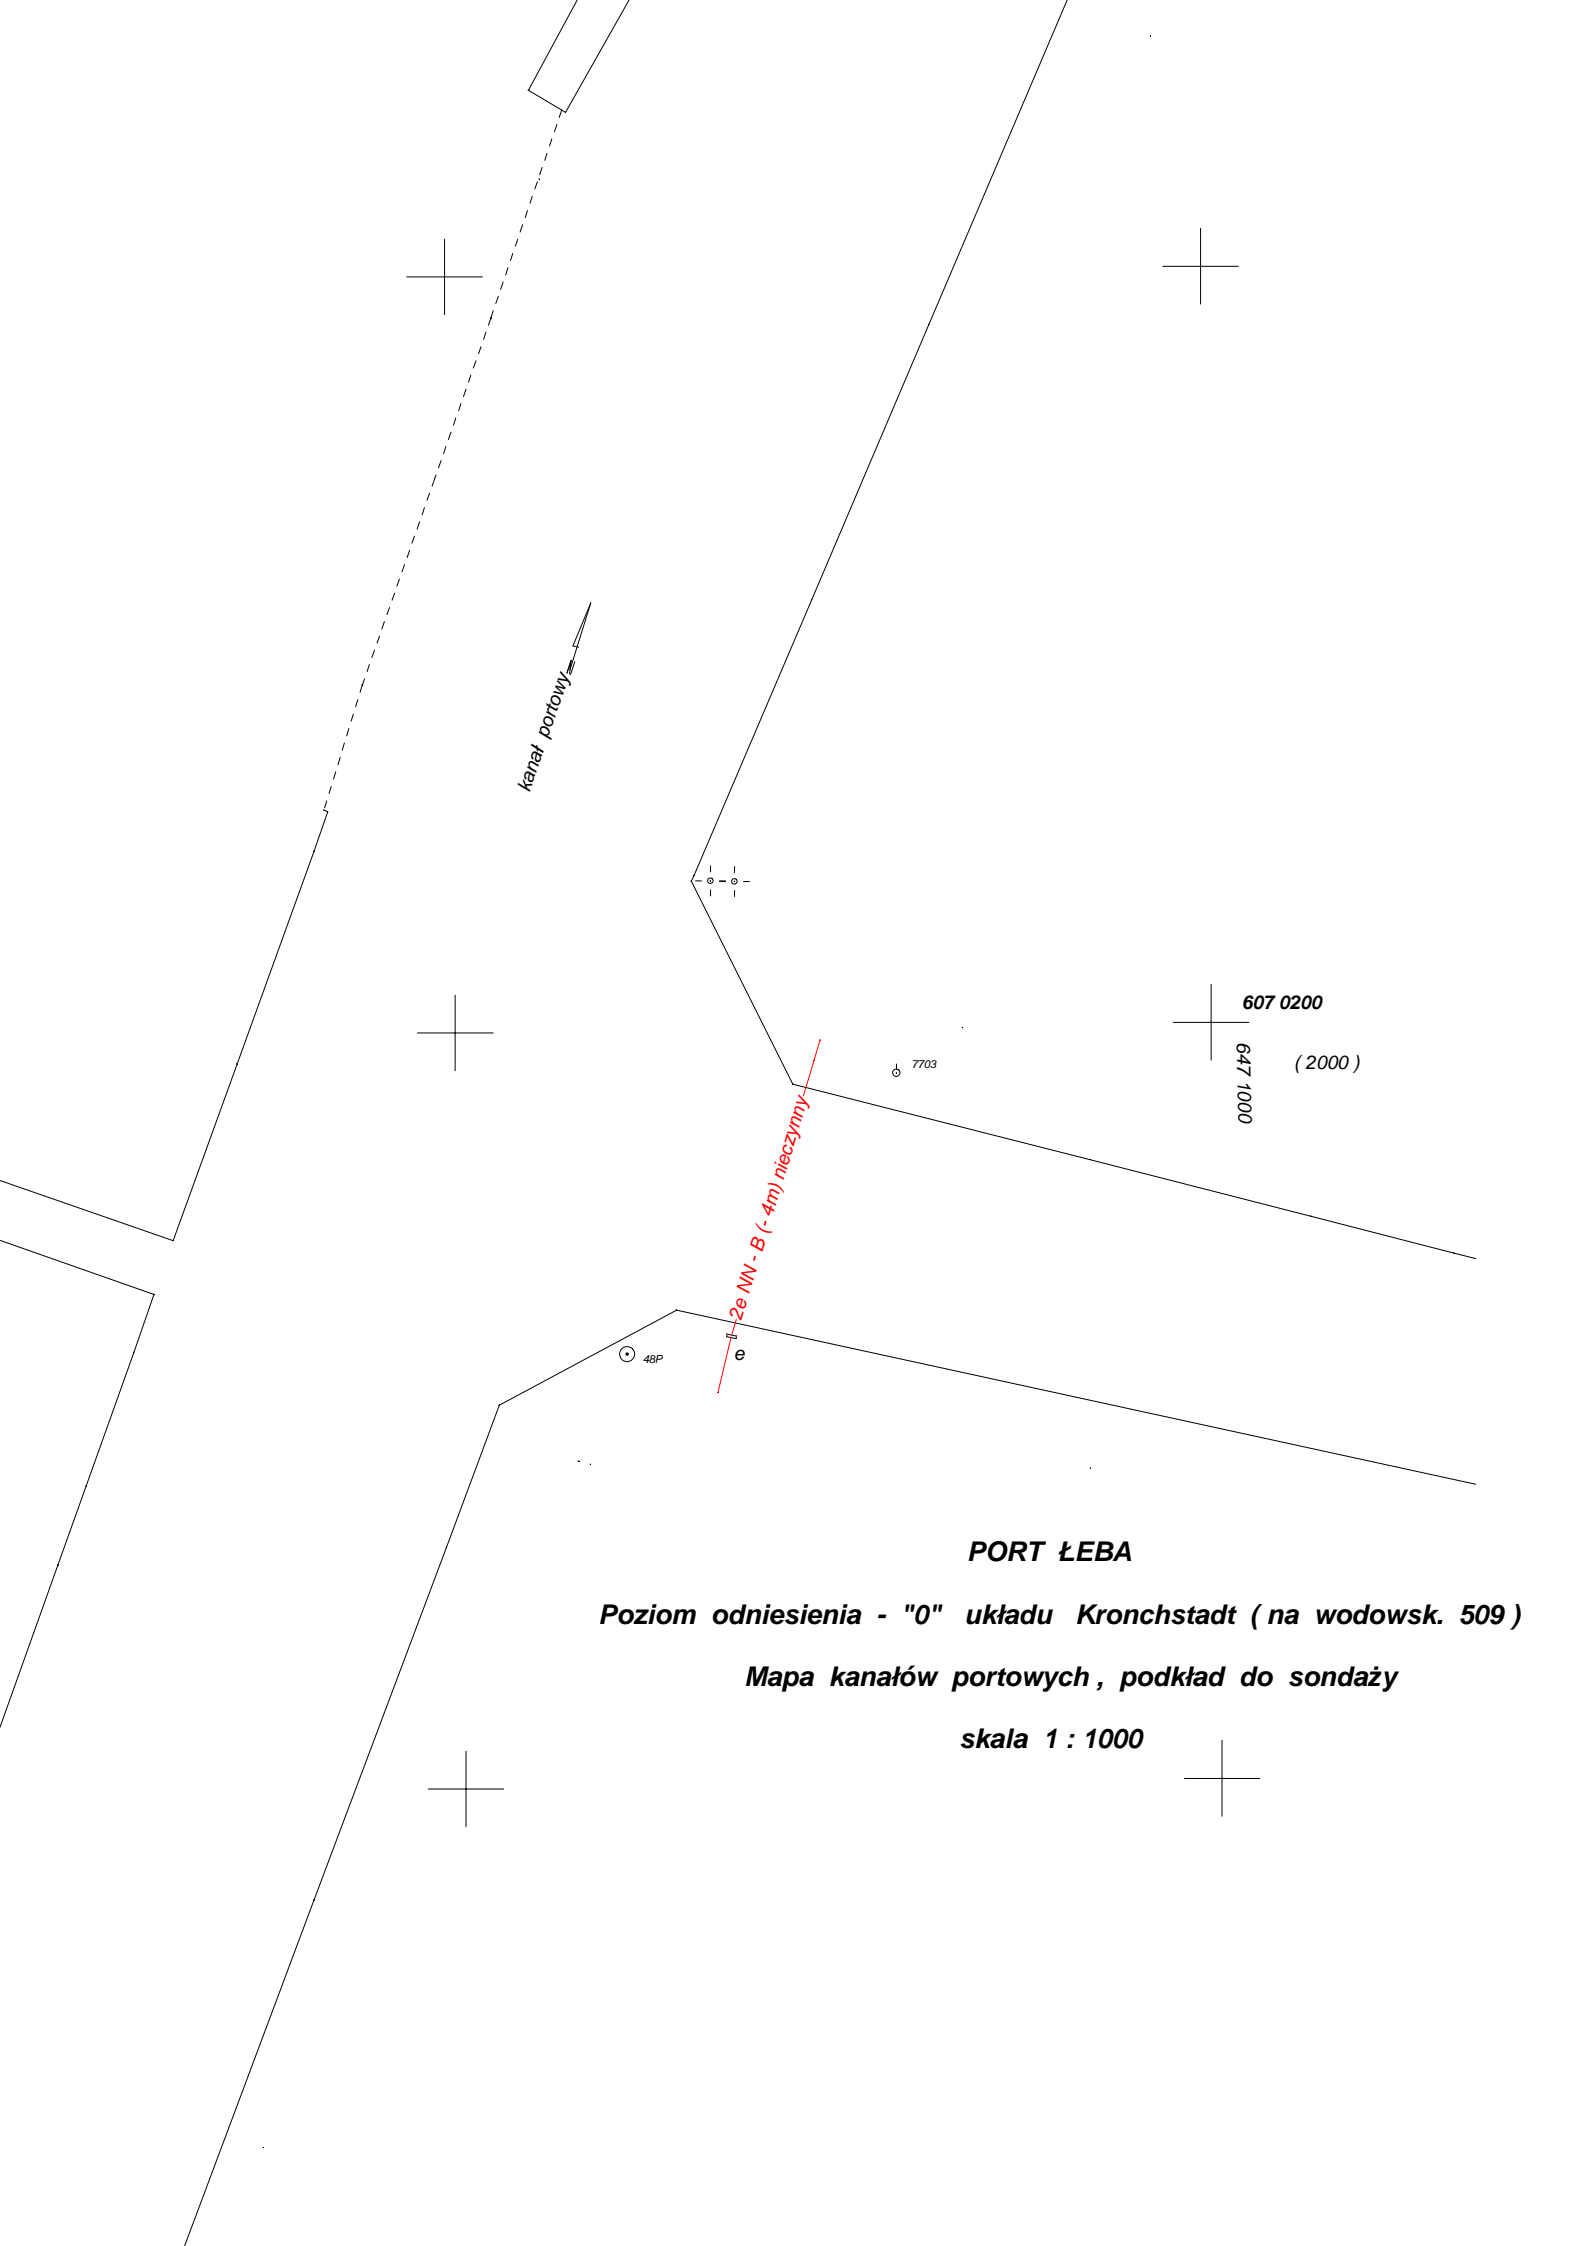 kanał portowy
607 0200
647 1000
( 2000 )
7703
2e NN - B (- 4m) nieczynny
48P
e
PORT ŁEBA
Poziom odniesienia - "0" układu Kronchstadt ( na wodowsk. 509 )
Mapa kanałów portowych , podkład do sondaży
skala 1 : 1000